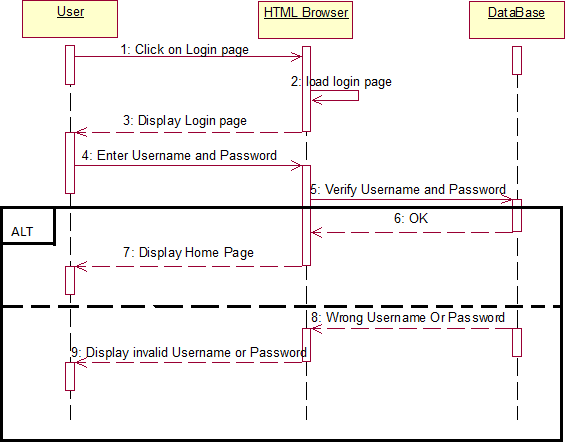 User
HTML Browser
DataBase
1: Click on Login page
2: load login page
3: Display Login page
4: Enter Username and Password
5: Verify Username and Password
6: OK
ALT
7: Display Home Page
8: Wrong Username Or Password
9: Display invalid Username or Password